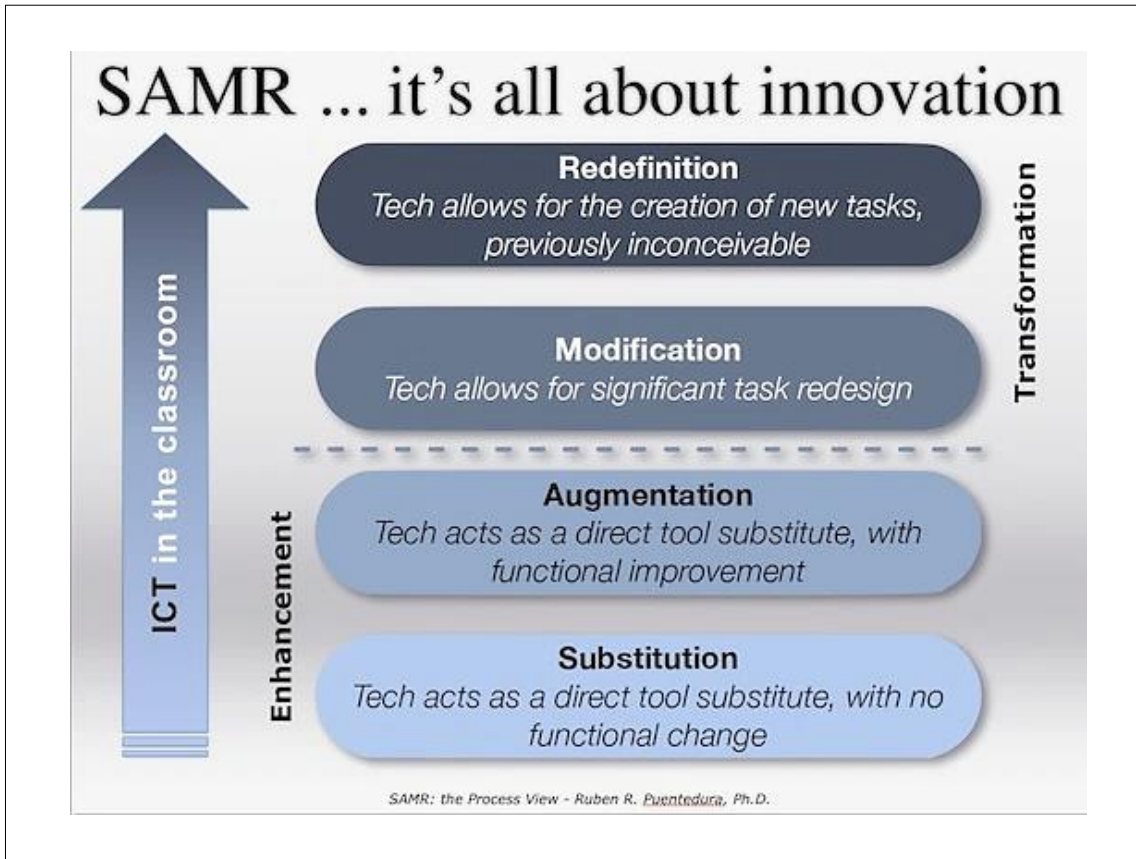 SAMR ... it's all about innovation
Redefinition
Tech allows for the creation of new tasks,
previously inconceivable
Modification
Tech allows for significant task redesign
Transformation
Augmentation
Tech acts as a direct tool substitute, with
functional improvement
Substitution
Tech acts as a direct tool substitute, with no
functional change
Enhancement
ICT in the classroom
SAMR: the Process View - Ruben R. Puentedura, Ph.D.